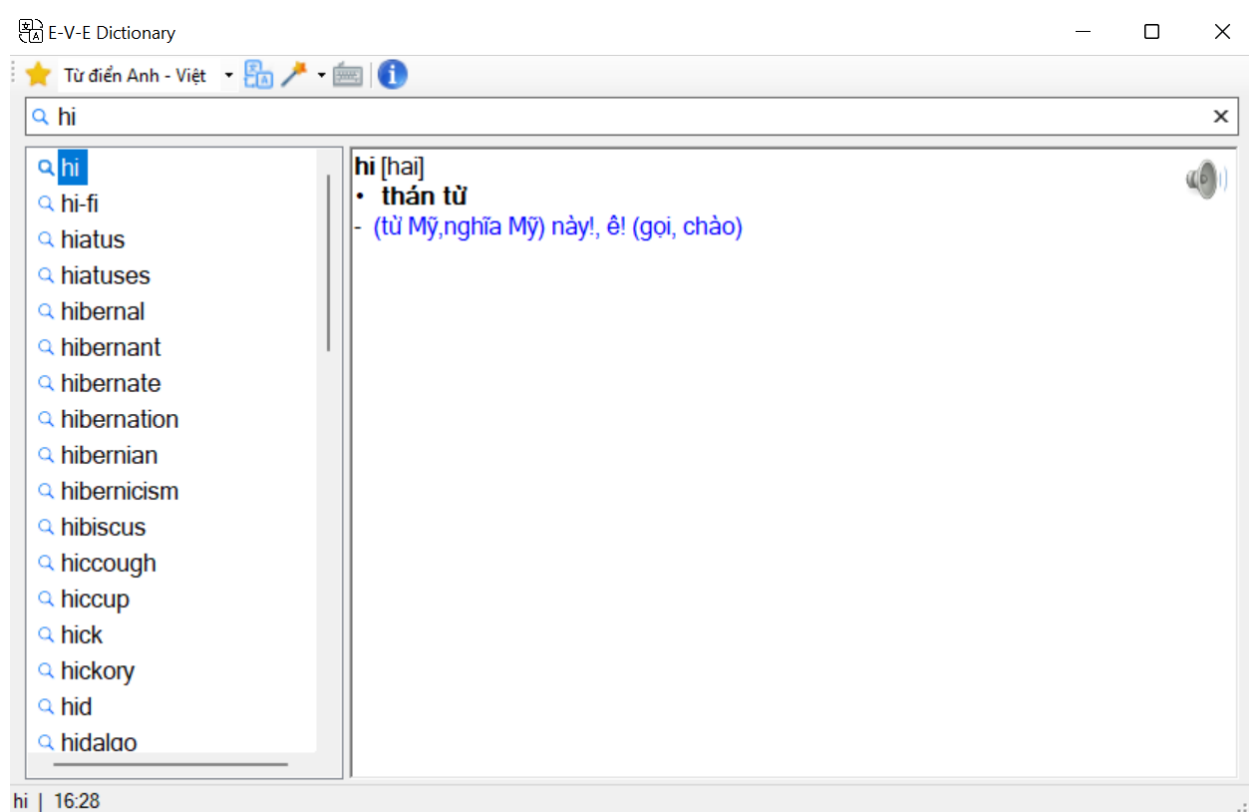 E-V-E Dictionary
Từ điển Anh - Việt
hi
hi
hi-fi
hiatus
hiatuses
hibernal
hibernant
hibernate
hibernation
hibernian
hibernicism
hibiscus
hiccough
hiccup
hick
hickory
hid
hidalgo
hi [hai]
• thán từ
- (từ Mỹ,nghĩa Mỹ) này!, ê! (gọi, chào)
hi | 16:28